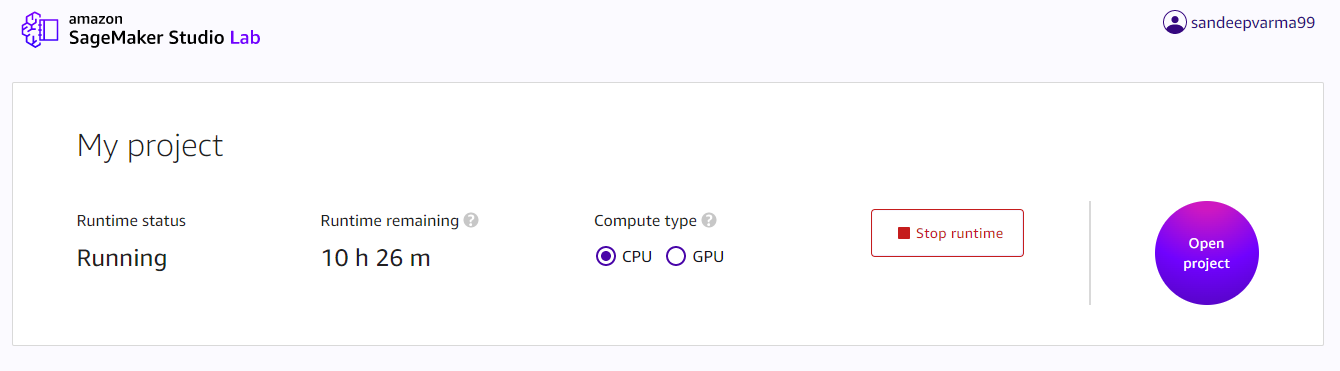 amazon
SageMaker Studio Lab
sandeepvarma99
My project
Runtime status
Running
Runtime remaining ?
10 h 26 m
Compute type ?
CPU GPU
Stop runtime
Open
project